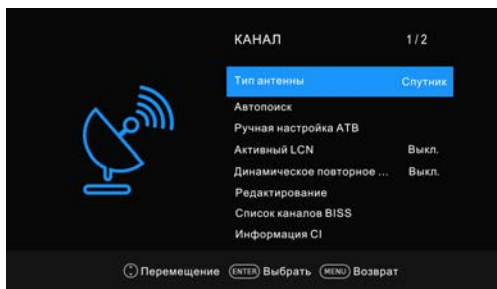 КАНАЛ 1/2
Тип антенны Спутник
Автопоиск
Ручная настройка АТВ
Активный LCN Выкл.
Динамическое повторное ... Выкл.
Редактирование
Список каналов BISS
Информация CI
Перемещение ENTER Выбрать MENU Возврат